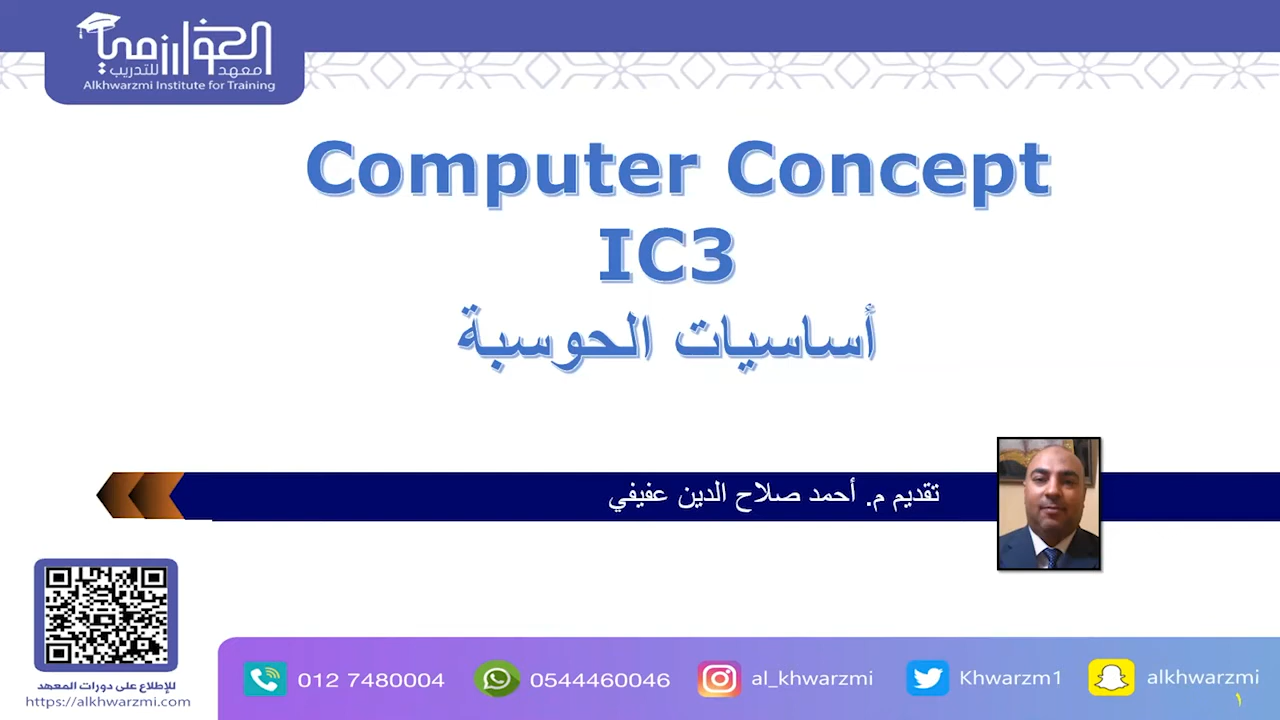 الخوارزمي
معهد للتدريب
Alkhwarzmi Institute for Training
Computer Concept
IC3
أساسيات الحوسبة
تقديم م. أحمد صلاح الدين عفيفي
للإطلاع على دورات المعهد
https://alkhwarzmi.com
012 7480004
0544460046
al_khwarzmi
Khwarzm1
alkhwarzmi
١